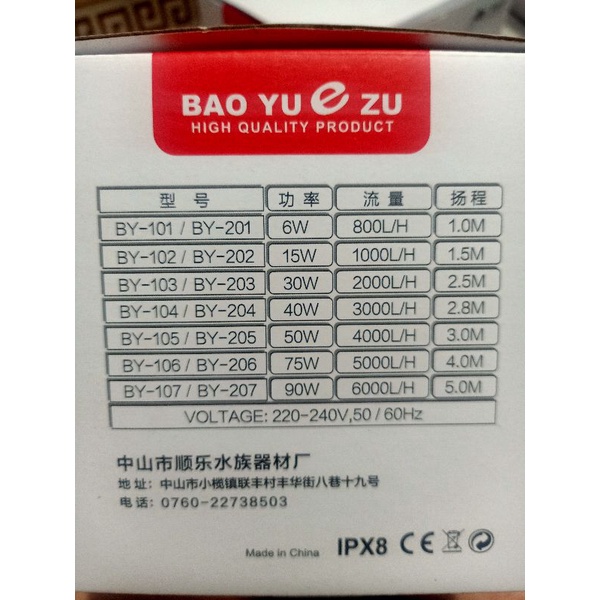 BAO YU e ZU
HIGH QUALITY PRODUCT
型号 功率 流量 扬程
BY-101 / BY-201 6W 800L/H 1.0M
BY-102 / BY-202 15W 1000L/H 1.5M
BY-103 / BY-203 30W 2000L/H 2.5M
BY-104 / BY-204 40W 3000L/H 2.8M
BY-105 / BY-205 50W 4000L/H 3.0M
BY-106 / BY-206 75W 5000L/H 4.0M
BY-107 / BY-207 90W 6000L/H 5.0M
VOLTAGE: 220-240V,50 / 60Hz
中山市顺乐水族器材厂
地址: 中山市小榄镇联丰村丰华街八巷十九号
电话: 0760-22738503
Made in China IPX8 CE